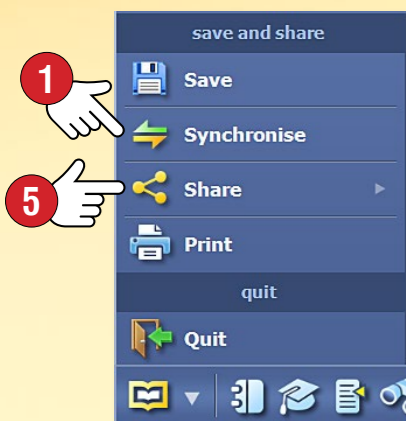 save and share
1
Save
Synchronise
5
Share
Print
quit
Quit